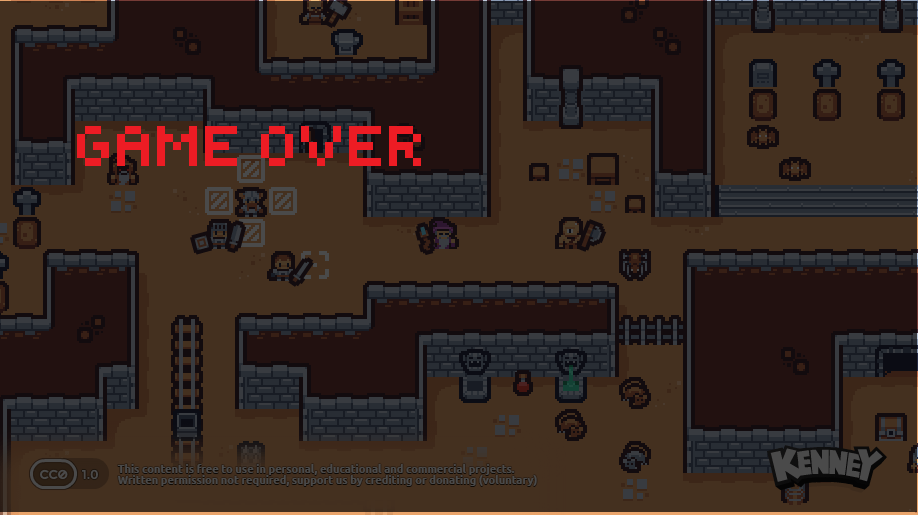 GAME OVER
CC0 1.0
This content is free to use in personal, educational and commercial projects.
Written permission not required, support us by crediting or donating (voluntary)
KENNEY